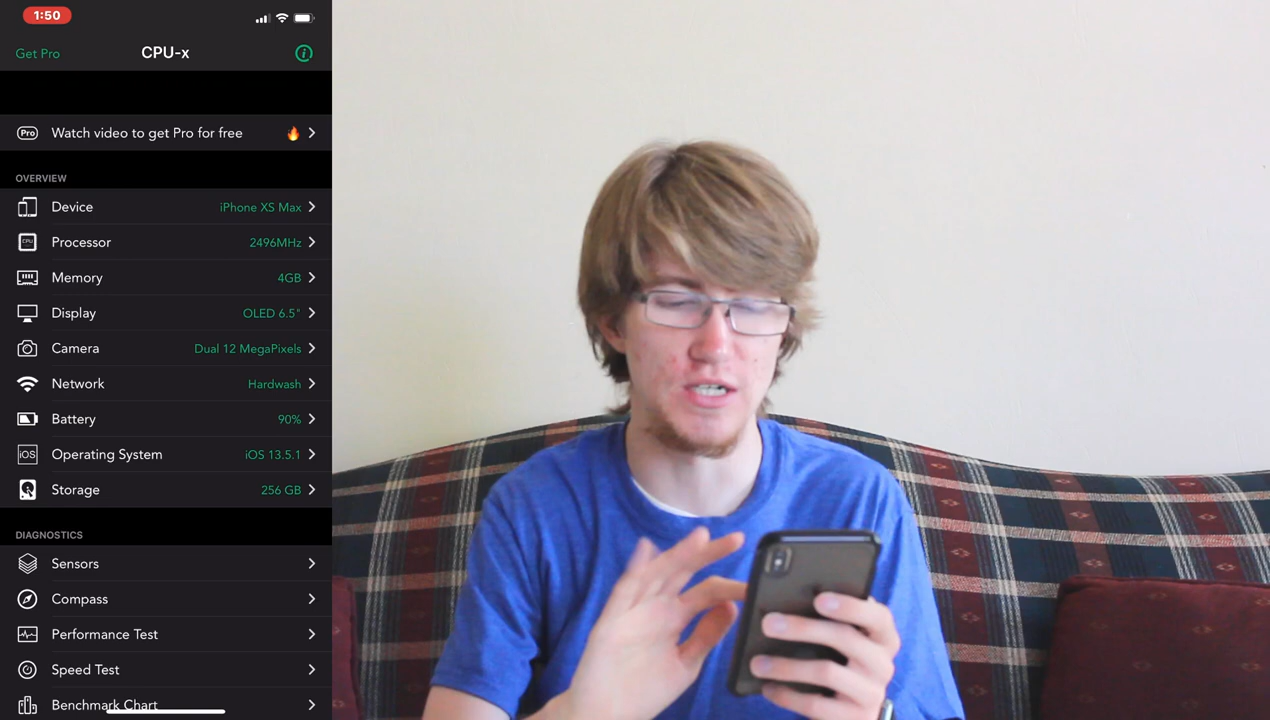 1:50
Get Pro CPU-x
Pro Watch video to get Pro for free
OVERVIEW
Device iPhone XS Max
CPU Processor 2496MHz
Memory 4GB
Display OLED 6.5"
Camera Dual 12 MegaPixels
Network Hardwash
Battery 90%
iOS Operating System iOS 13.5.1
Storage 256 GB
DIAGNOSTICS
Sensors
Compass
Performance Test
Speed Test
Benchmark Chart